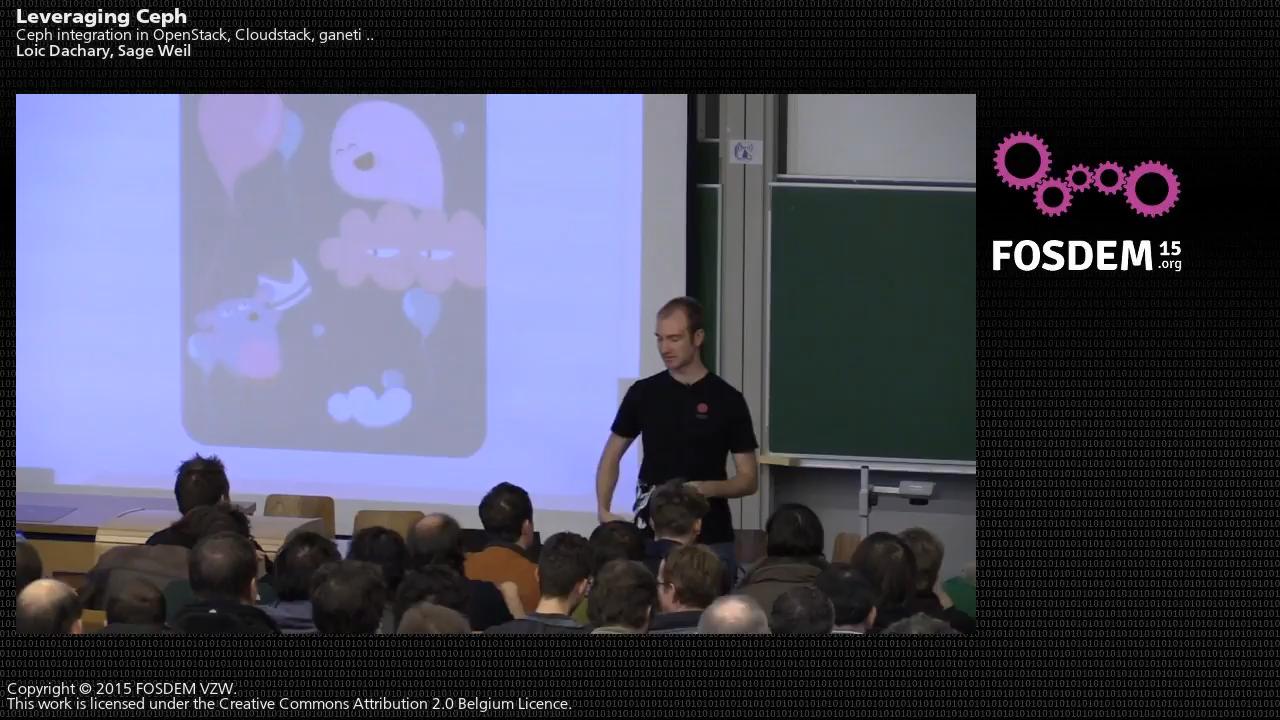 Leveraging Ceph
Ceph integration in OpenStack, Cloudstack, ganeti ..
Loic Dachary, Sage Weil
FOSDEM 15
.org
Copyright © 2015 FOSDEM VZW.
This work is licensed under the Creative Commons Attribution 2.0 Belgium Licence.